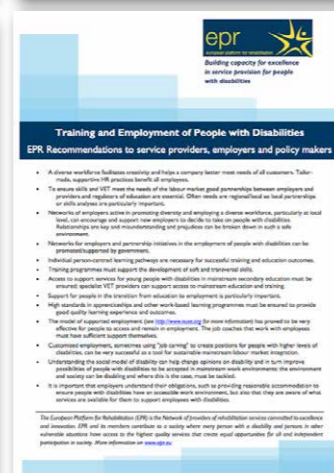 epr
european platform for rehabilitation
Building capacity for excellence
in service provision for people
with disabilities
Training and Employment of People with Disabilities
EPR Recommendations to service providers, employers and policy makers
• A diverse workforce facilitates creativity and helps a company better meet needs of all customers. Tailor-
made, supportive HR practices benefit all employees.
• To ensure skills and VET meet the needs of the labour market good partnerships between employers and
providers and regulators of education are essential. Often needs are regional/local so local partnerships
or skills analyses are particularly important.
• Networks of employers active in promoting diversity and employing a diverse workforce, particularly at local
level, can encourage and support new employers to decide to take on people with disabilities.
Relationships are key and misunderstanding and prejudices can be broken down in such a safe
environment.
• Networks for employers and partnership initiatives in the employment of people with disabilities can be
promoted/supported by government.
• Individual person-centred learning pathways are necessary for successful training and education outcomes.
• Training programmes must support the development of soft and transversal skills.
• Access to support services for young people with disabilities in mainstream secondary education must be
ensured; specialist VET providers can support access to mainstream education and training.
• Support for people in the transition from education to employment is particularly important.
• High standards in apprenticeships and other work-based learning programmes must be ensured to provide
good quality learning experience and outcomes.
• The model of supported employment (see http://www.euse.org for more information) has proved to be very
effective for people to access and remain in employment. The job coaches that work with employees
must have sufficient support themselves.
• Customised employment, sometimes using "job carving" to create positions for people with higher levels of
disabilities, can be very successful as a tool for sustainable mainstream labour market integration.
• Understanding the social model of disability can help change opinions on disability and in turn improve
possibilities of people with disabilities to be accepted in mainstream work environments; the environment
and society can be disabling and where this is the case, must be tackled.
• It is important that employers understand their obligations, such as providing reasonable accommodation to
ensure people with disabilities have an accessible work environment, but also that they are aware of what
services are available for them to support employees with disabilities.
The European Platform for Rehabilitation (EPR) is the Network of providers of rehabilitation services committed to excellence
and innovation. EPR and its members contribute to a society where every person with a disability and persons in other
vulnerable situations have access to the highest quality services that create equal opportunities for all and independent
participation in society. More information on www.epr.eu